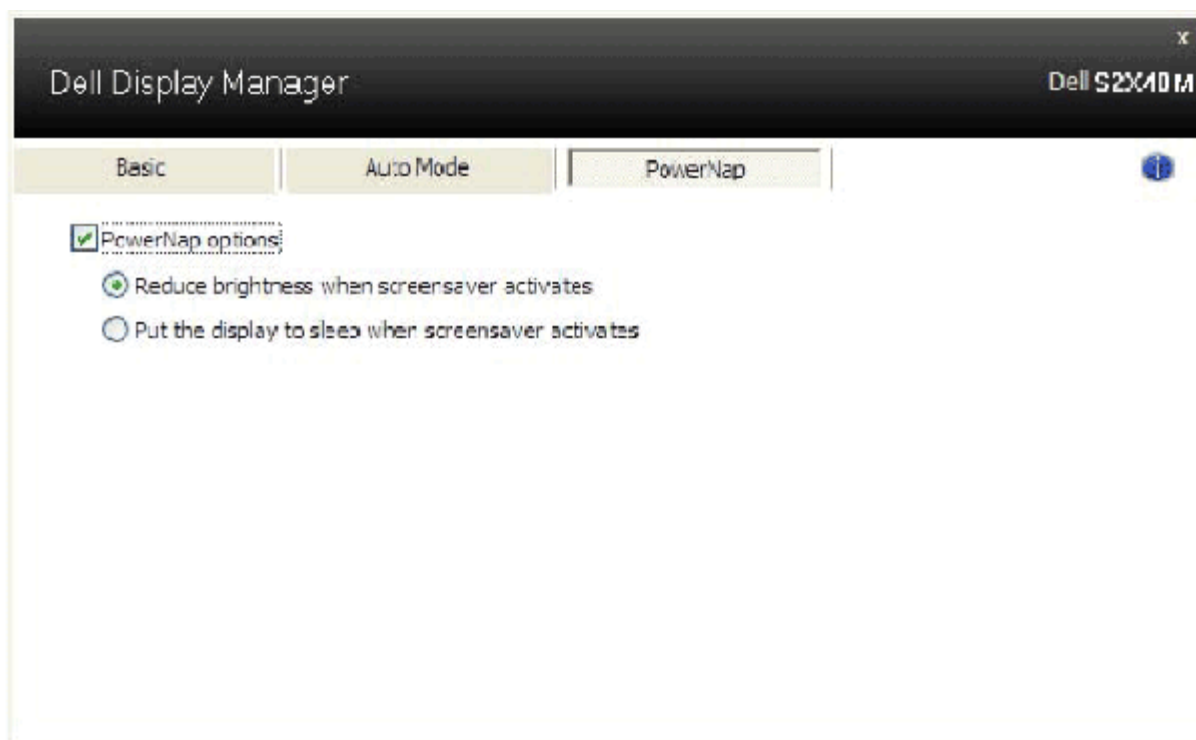 x
Dell Display Manager
Dell S2X40M
Basic
Auto Mode
PowerNap
PowerNap options
Reduce brightness when screensaver activates
Put the display to sleep when screensaver activates